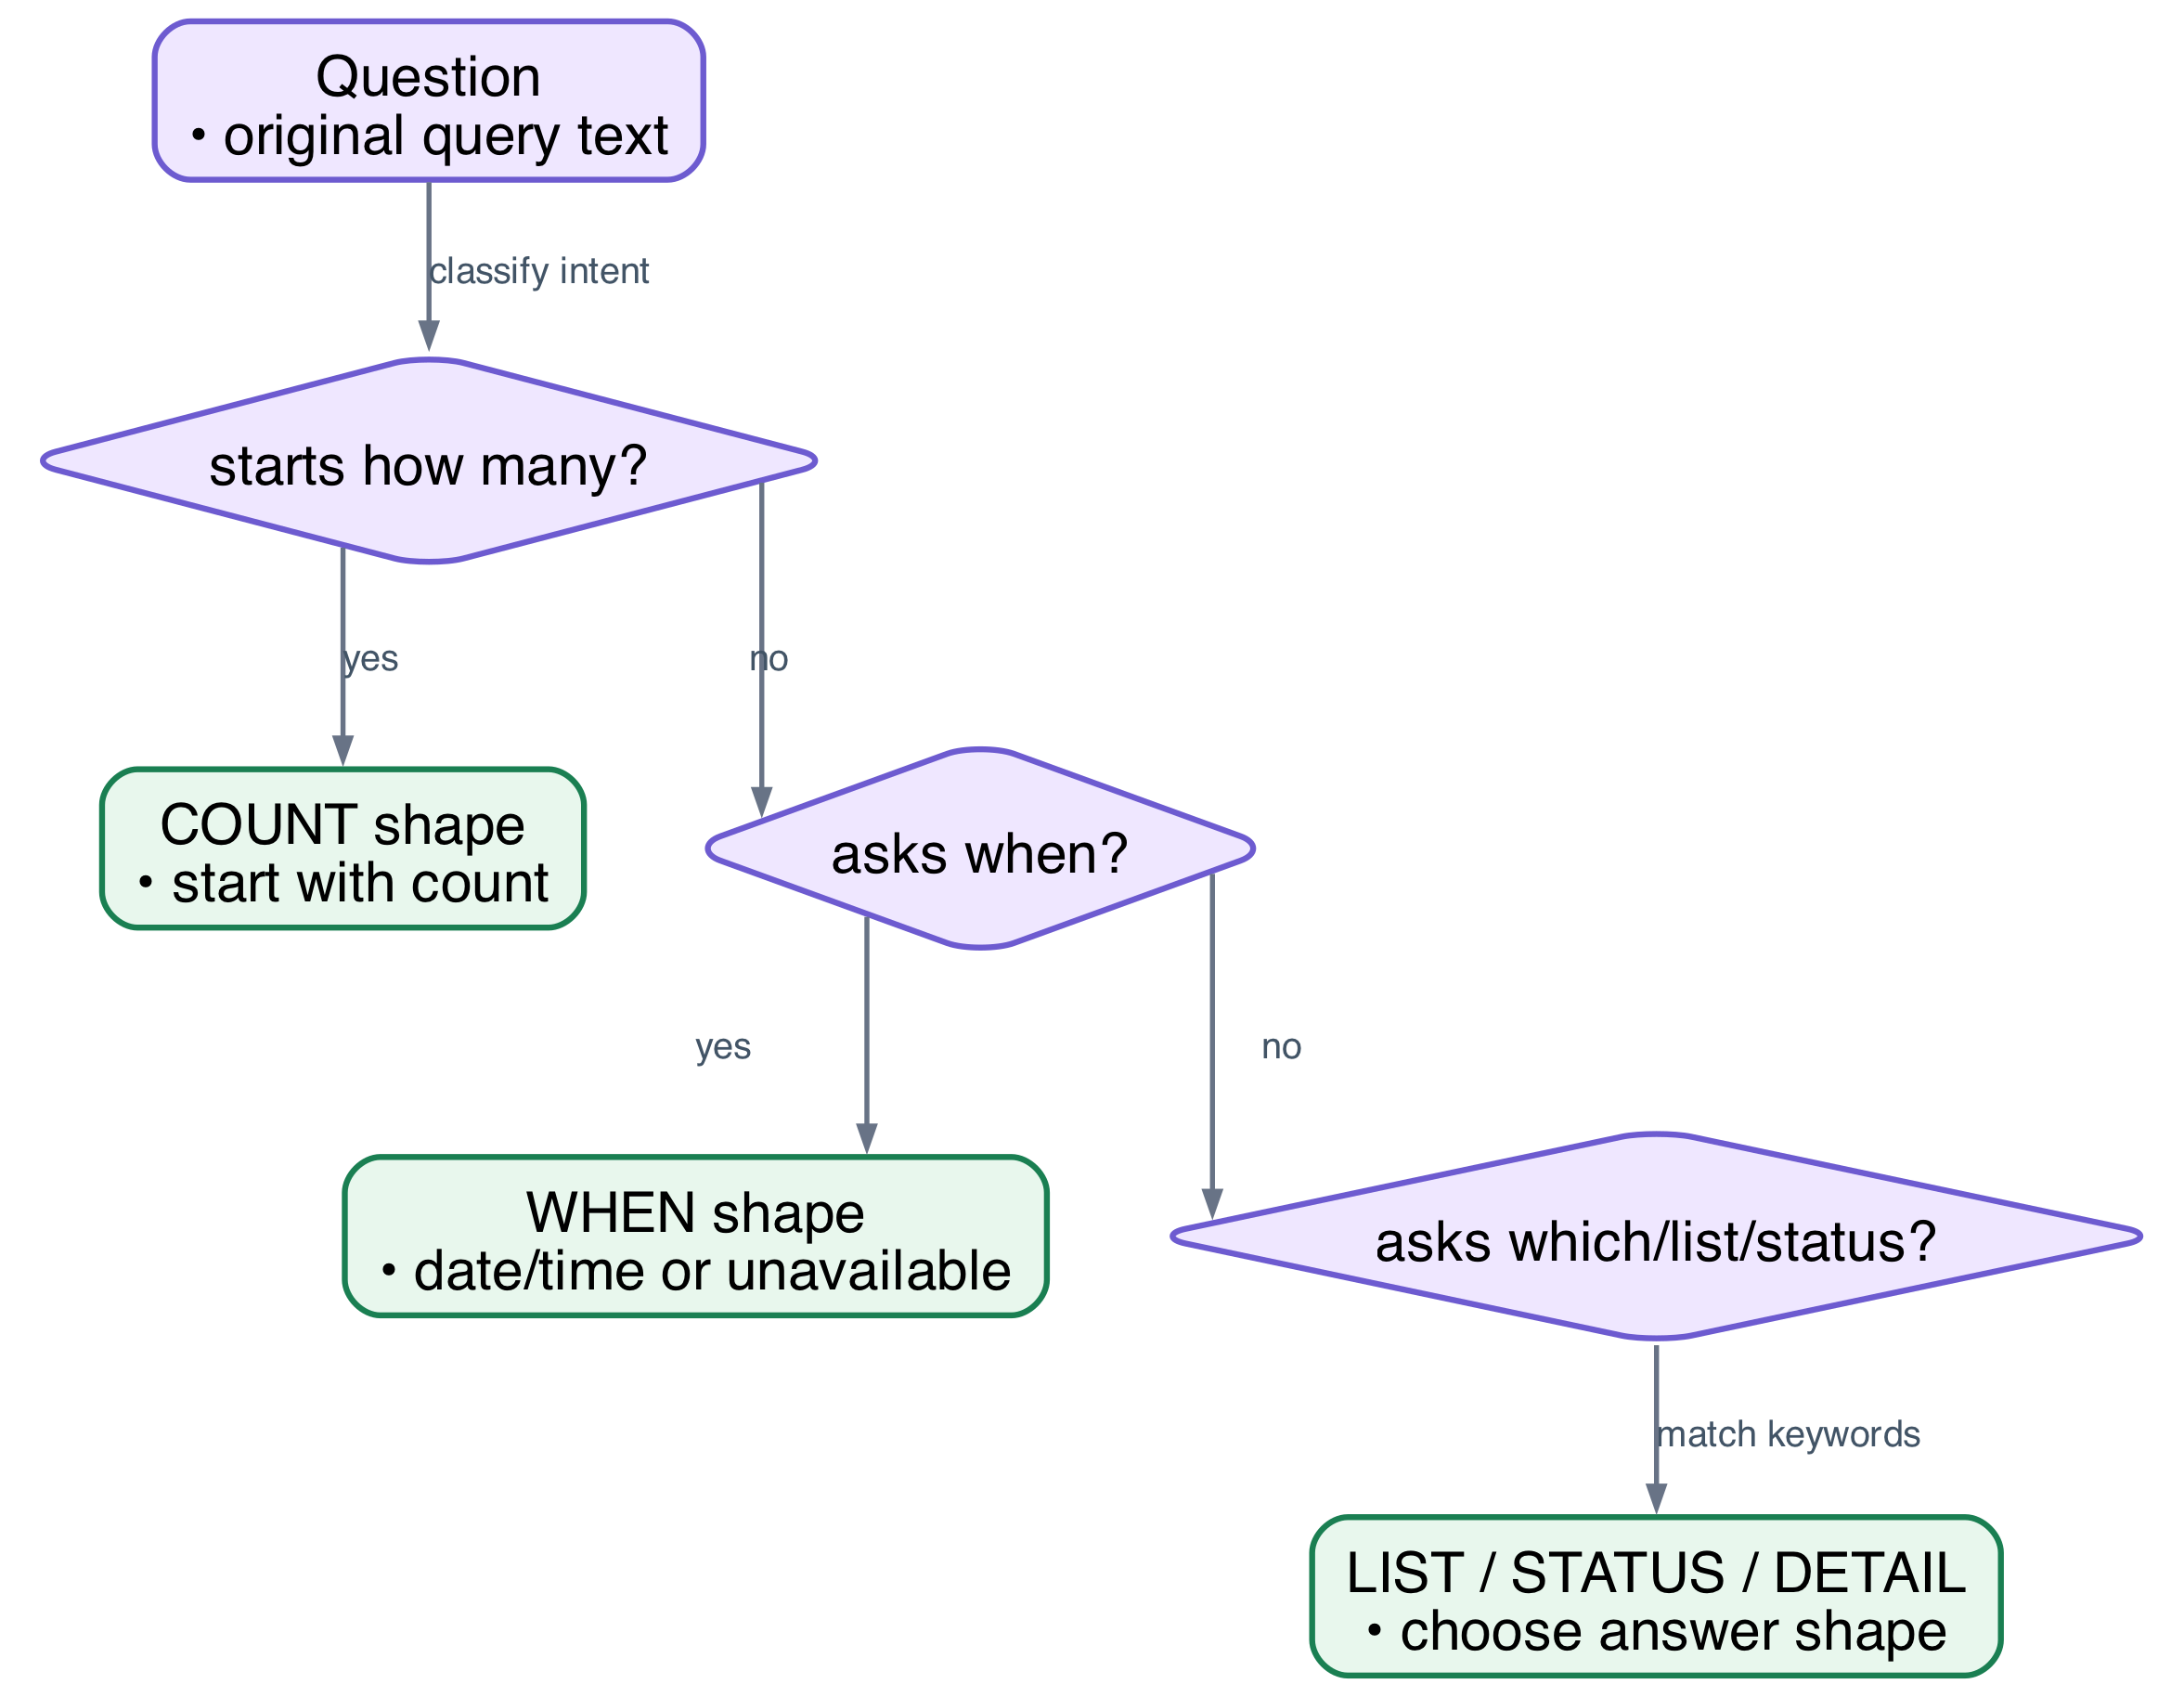 Question
• original query text
classify intent
starts how many?
yes
no
COUNT shape
• start with count
asks when?
yes
no
WHEN shape
• date/time or unavailable
asks which/list/status?
match keywords
LIST / STATUS / DETAIL
• choose answer shape